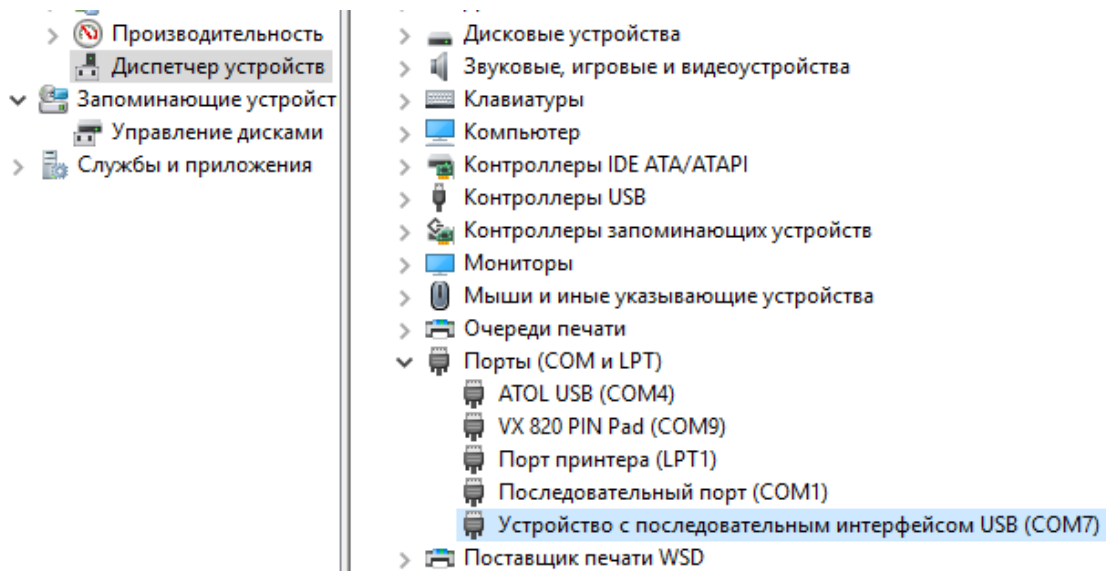 Производительность
Диспетчер устройств
Запоминающие устройст
Управление дисками
Службы и приложения
Дисковые устройства
Звуковые, игровые и видеоустройства
Клавиатуры
Компьютер
Контроллеры IDE ATA/ATAPI
Контроллеры USB
Контроллеры запоминающих устройств
Мониторы
Мыши и иные указывающие устройства
Очереди печати
Порты (COM и LPT)
ATOL USB (COM4)
VX 820 PIN Pad (COM9)
Порт принтера (LPT1)
Последовательный порт (COM1)
Устройство с последовательным интерфейсом USB (COM7)
Поставщик печати WSD